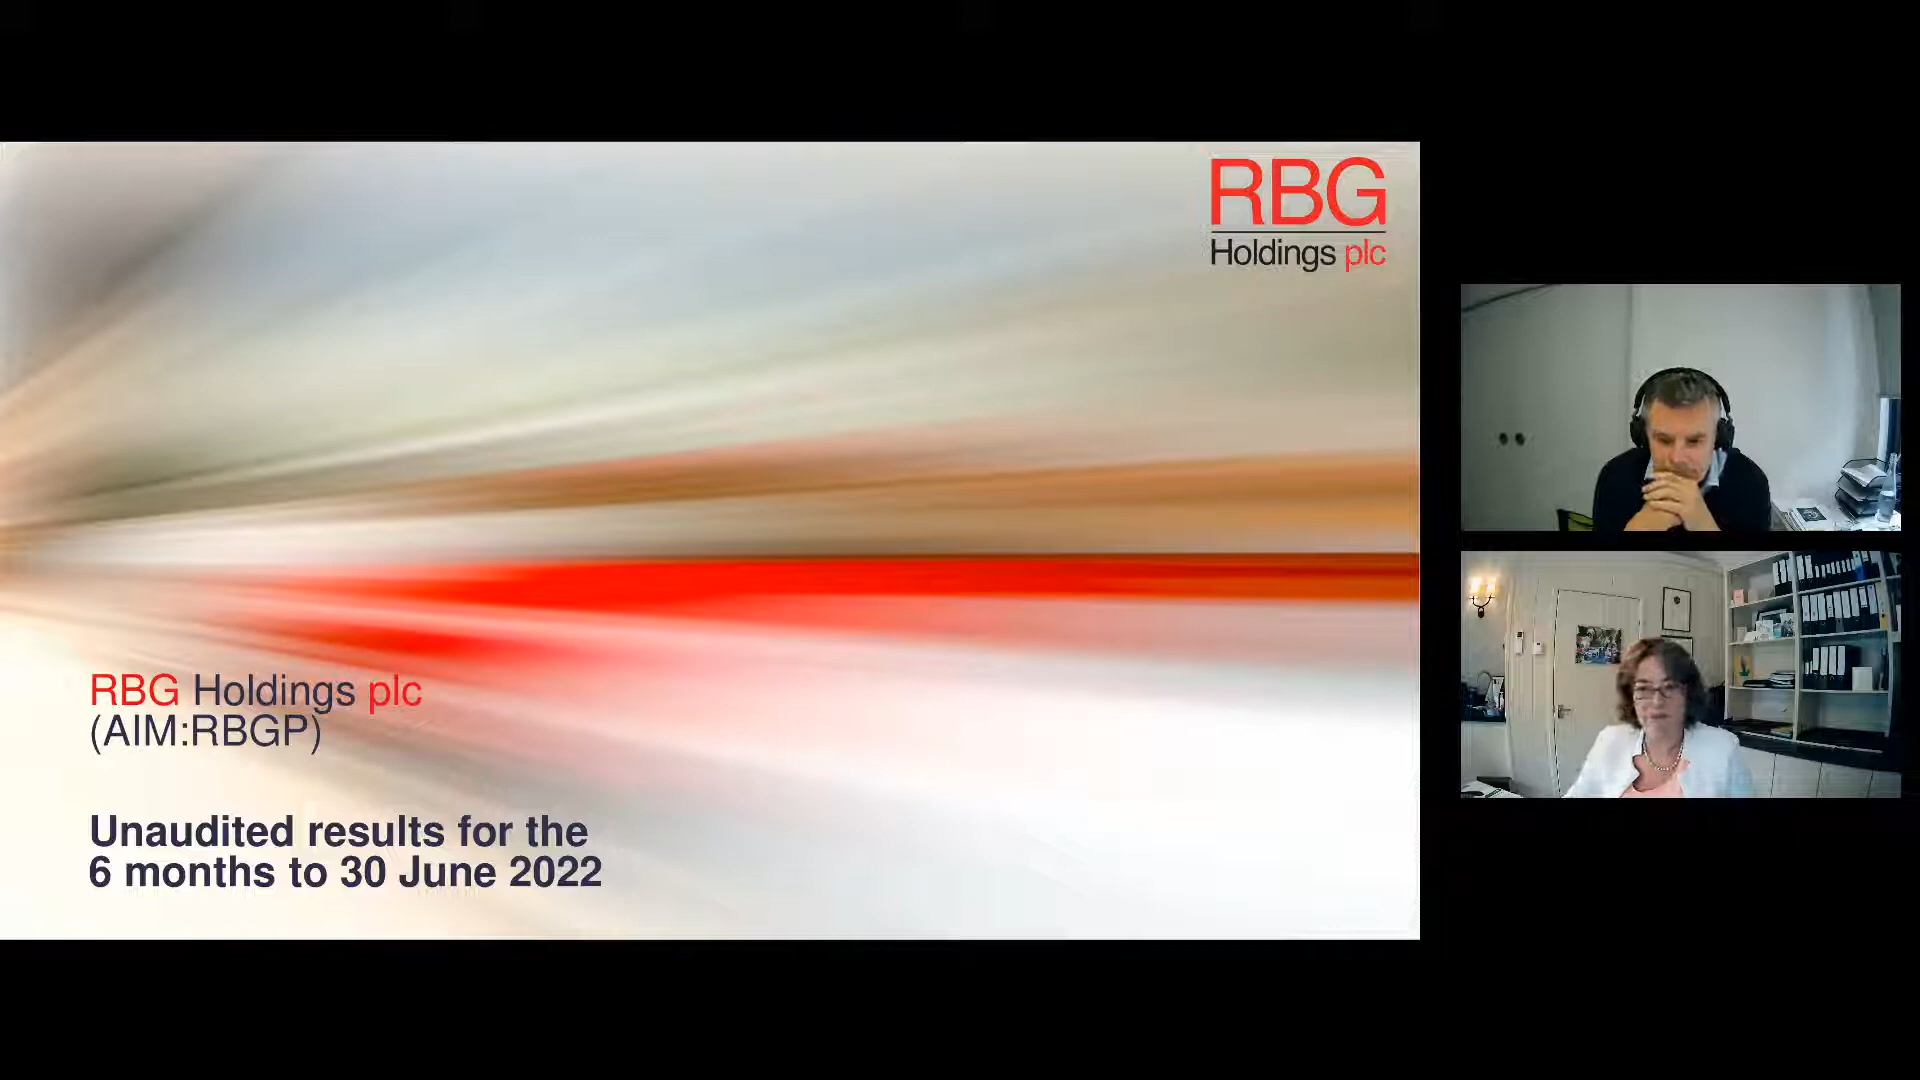 RBG
Holdings plc
RBG Holdings plc
(AIM:RBGP)
Unaudited results for the
6 months to 30 June 2022